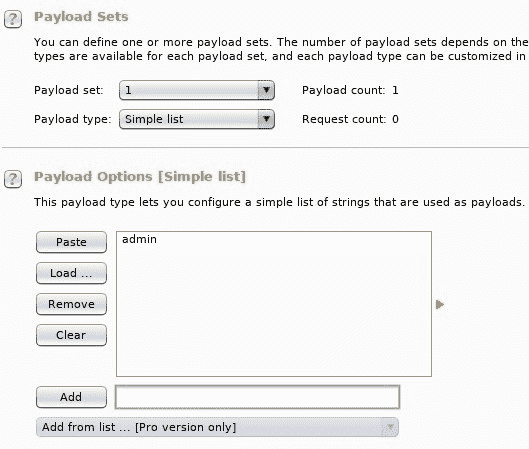 ? Payload Sets
You can define one or more payload sets. The number of payload sets depends on the
types are available for each payload set, and each payload type can be customized in
Payload set: 1 Payload count: 1
Payload type: Simple list Request count: 0
? Payload Options [Simple list]
This payload type lets you configure a simple list of strings that are used as payloads.
Paste admin
Load ...
Remove
Clear
Add
Add from list ... [Pro version only]